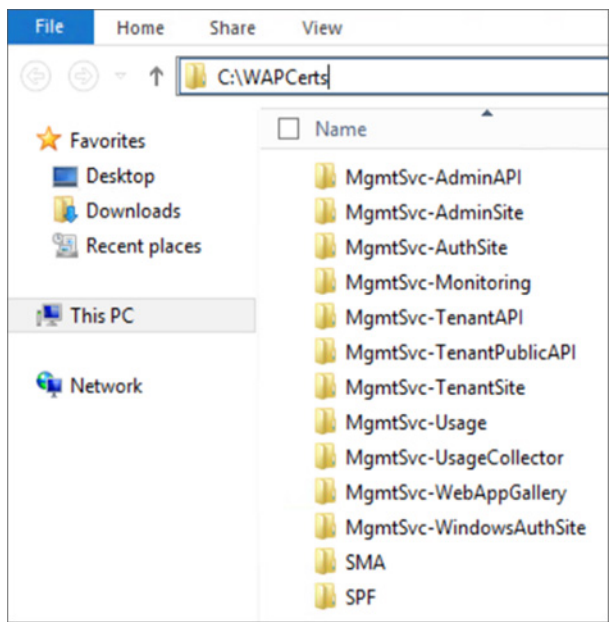 File Home Share View
C:\WAPCerts
Favorites
Desktop
Downloads
Recent places
This PC
Network
Name
MgmtSvc-AdminAPI
MgmtSvc-AdminSite
MgmtSvc-AuthSite
MgmtSvc-Monitoring
MgmtSvc-TenantAPI
MgmtSvc-TenantPublicAPI
MgmtSvc-TenantSite
MgmtSvc-Usage
MgmtSvc-UsageCollector
MgmtSvc-WebAppGallery
MgmtSvc-WindowsAuthSite
SMA
SPF